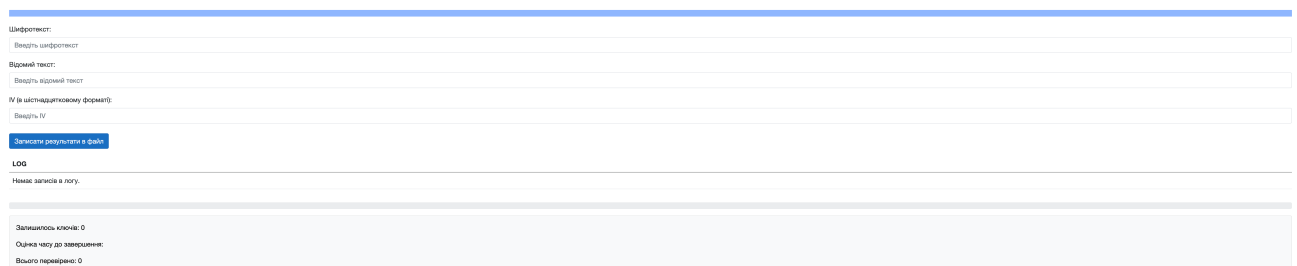 Шифротекст:
Введіть шифротекст
Відомий текст:
Введіть відомий текст
IV (в шістнадцятковому форматі):
Введіть IV
Записати результати в файл
LOG
Немає записів в логу.
Залишилось ключів: 0
Оцінка часу до завершення:
Всього перевірено: 0